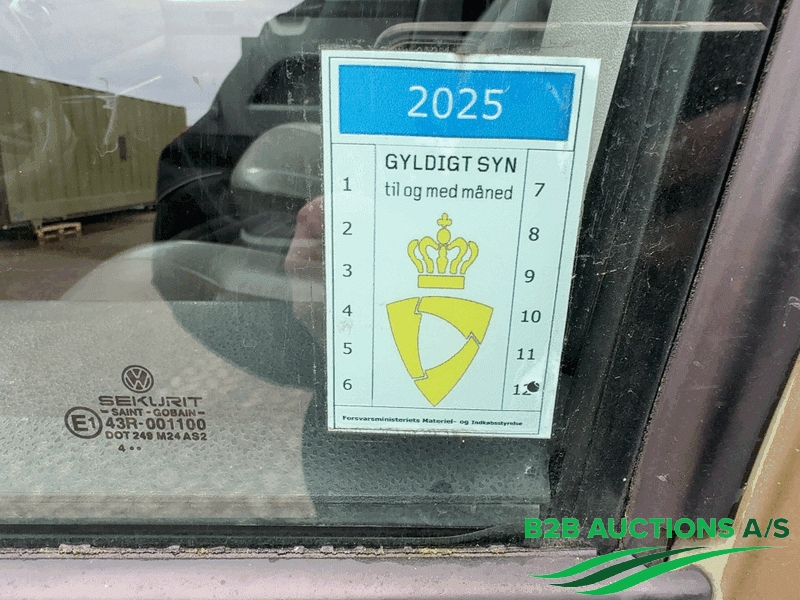 2025
GYLDIGT SYN
til og med måned
1
2
3
4
5
6
7
8
9
10
11
12
Forsvarsministeriets Materiel- og Indkøbsstyrelse
SEKURIT
- SAINT - GOBAIN -
E1 43R-001100
DOT 249 M24 AS2
4 ••
B2B AUCTIONS A/S